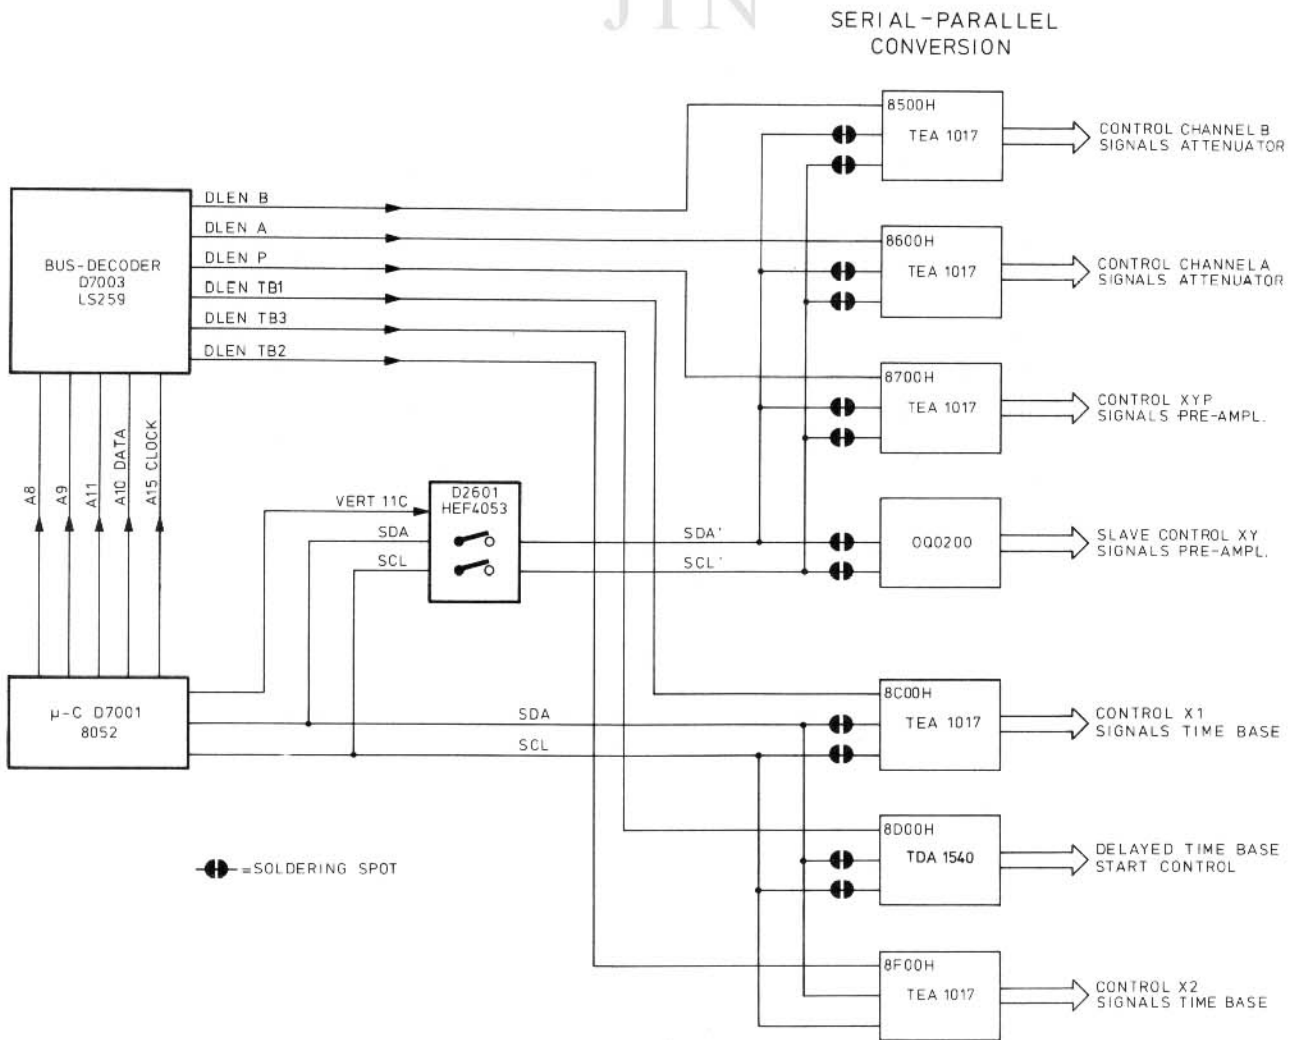 JIN
SERIAL-PARALLEL
CONVERSION
8500H
TEA 1017
CONTROL CHANNEL B
SIGNALS ATTENUATOR
DLEN B
DLEN A
DLEN P
DLEN TB1
DLEN TB3
DLEN TB2
BUS-DECODER
D7003
LS259
8600H
TEA 1017
CONTROL CHANNEL A
SIGNALS ATTENUATOR
8700H
TEA 1017
CONTROL XYP
SIGNALS PRE-AMPL.
A8
A9
A11
A10 DATA
A15 CLOCK
VERT 11C
SDA
SCL
D2601
HEF4053
SDA'
SCL'
OQ0200
SLAVE CONTROL XY
SIGNALS PRE-AMPL.
µ-C D7001
8052
SDA
SCL
8C00H
TEA 1017
CONTROL X1
SIGNALS TIME BASE
8D00H
TDA 1540
DELAYED TIME BASE
START CONTROL
=SOLDERING SPOT
8F00H
TEA 1017
CONTROL X2
SIGNALS TIME BASE